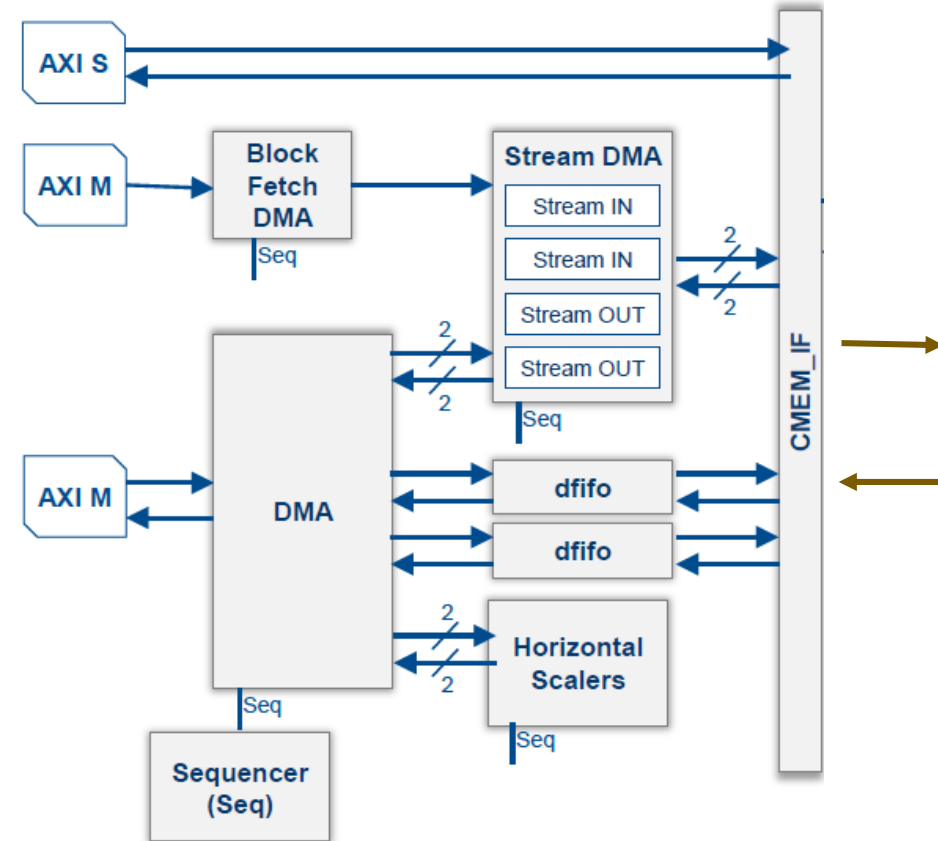 AXI S
AXI M
Block
Fetch
DMA
Seq
Stream DMA
Stream IN
Stream IN
Stream OUT
Stream OUT
Seq
2
2
2
2
CMEM_IF
AXI M
DMA
dfifo
dfifo
2
2
Horizontal
Scalers
Seq
Seq
Sequencer
(Seq)